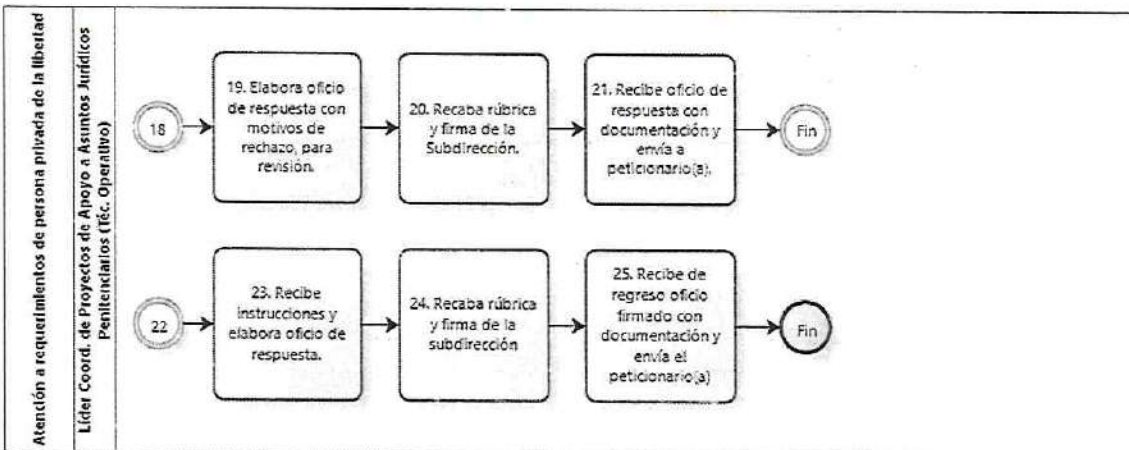 Atención a requerimientos de persona privada de la libertad
Líder Coord. de Proyectos de Apoyo a Asuntos Jurídicos
Penitenciarios (Téc. Operativo)
18
19. Elabora oficio
de respuesta con
motivos de
rechazo, para
revisión.
20. Recaba rúbrica
y firma de la
Subdirección.
21. Recibe oficio de
respuesta con
documentación y
envía a
peticionario(a).
Fin
22
23. Recibe
instrucciones y
elabora oficio de
respuesta.
24. Recaba rúbrica
y firma de la
subdirección
25. Recibe de
regreso oficio
firmado con
documentación y
envía el
peticionario(a)
Fin